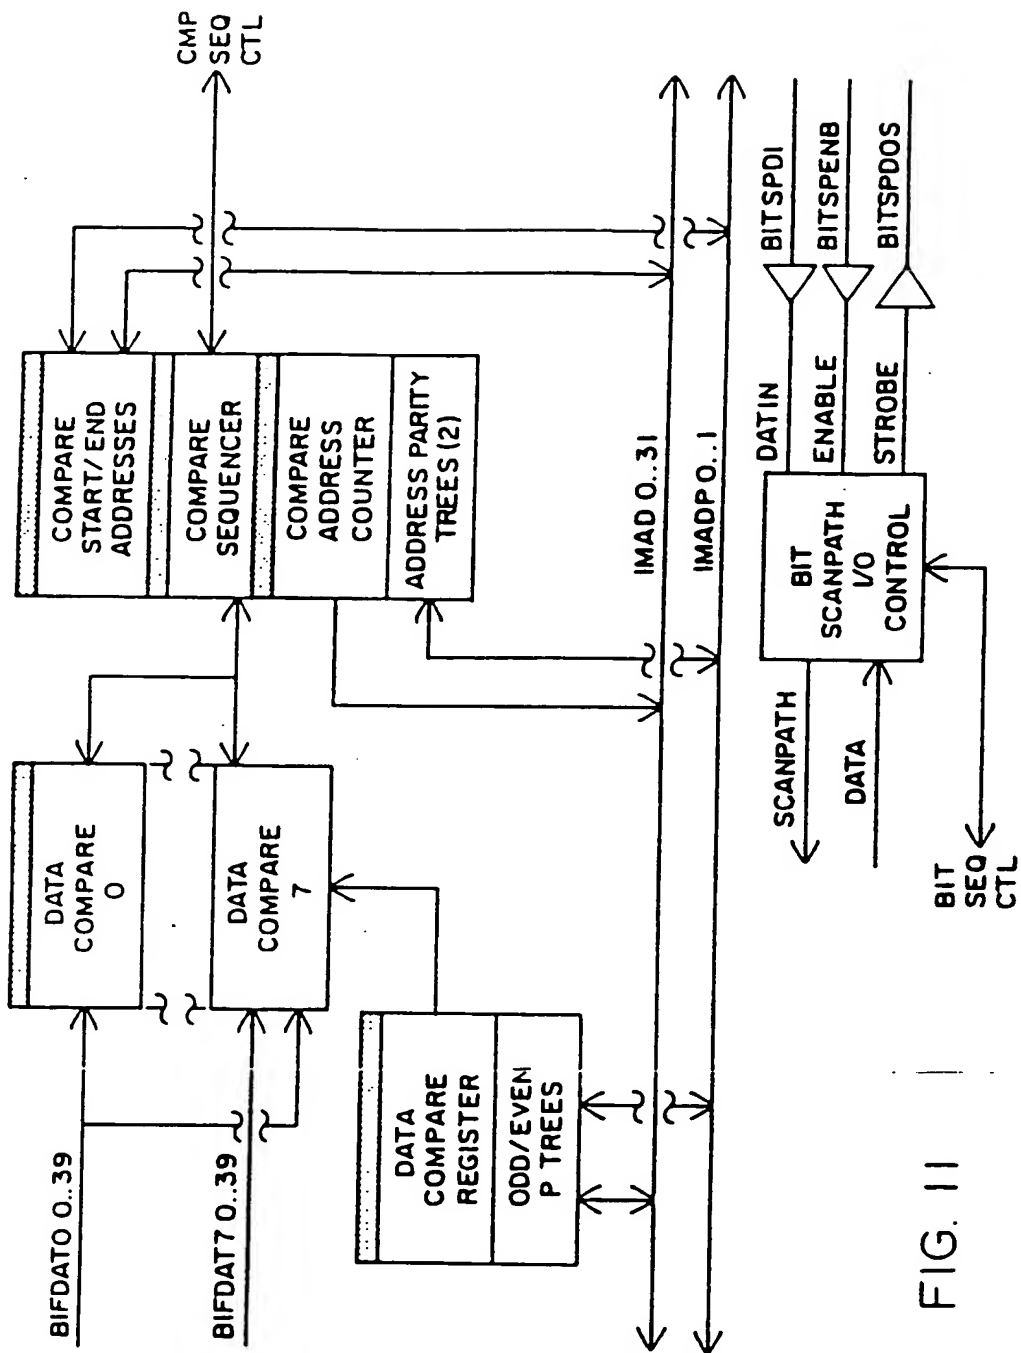 CMP
SEQ
CTL
COMPARE
START/END
ADDRESSES
COMPARE
SEQUENCER
COMPARE
ADDRESS
COUNTER
ADDRESS PARITY
TREES (2)
DATA
COMPARE
0
DATA
COMPARE
7
BIFDAT0 0..39
BIFDAT7 0..39
DATA
COMPARE
REGISTER
ODD/EVEN
P TREES
IMAD 0..31
IMADP 0..1
BITSPDI
BITSPENB
BITSPDOS
DATIN
ENABLE
STROBE
BIT
SCANPATH
I/O
CONTROL
SCANPATH
DATA
BIT
SEQ
CTL
FIG. 11